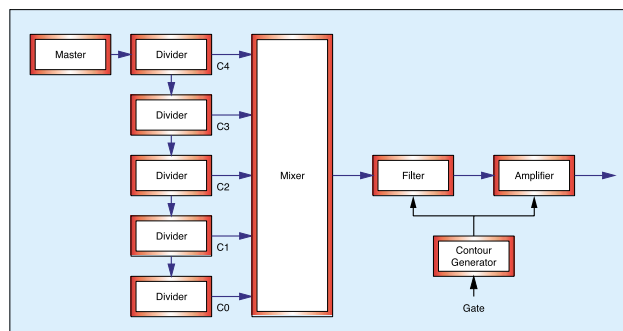 Master
Divider
C4
Divider
C3
Divider
C2
Divider
C1
Divider
C0
Mixer
Filter
Amplifier
Contour
Generator
Gate